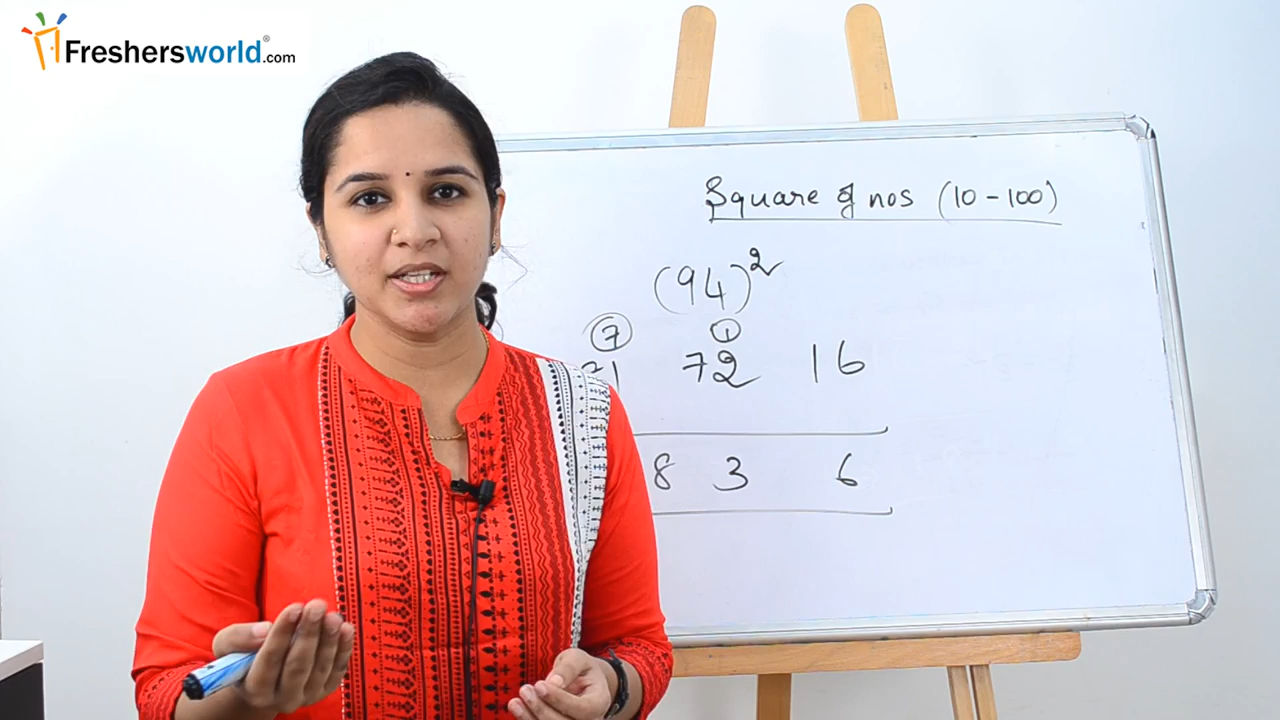 Freshersworld.com®
Square of nos (10-100)
(94)²
7 1
72 16
8 3 6